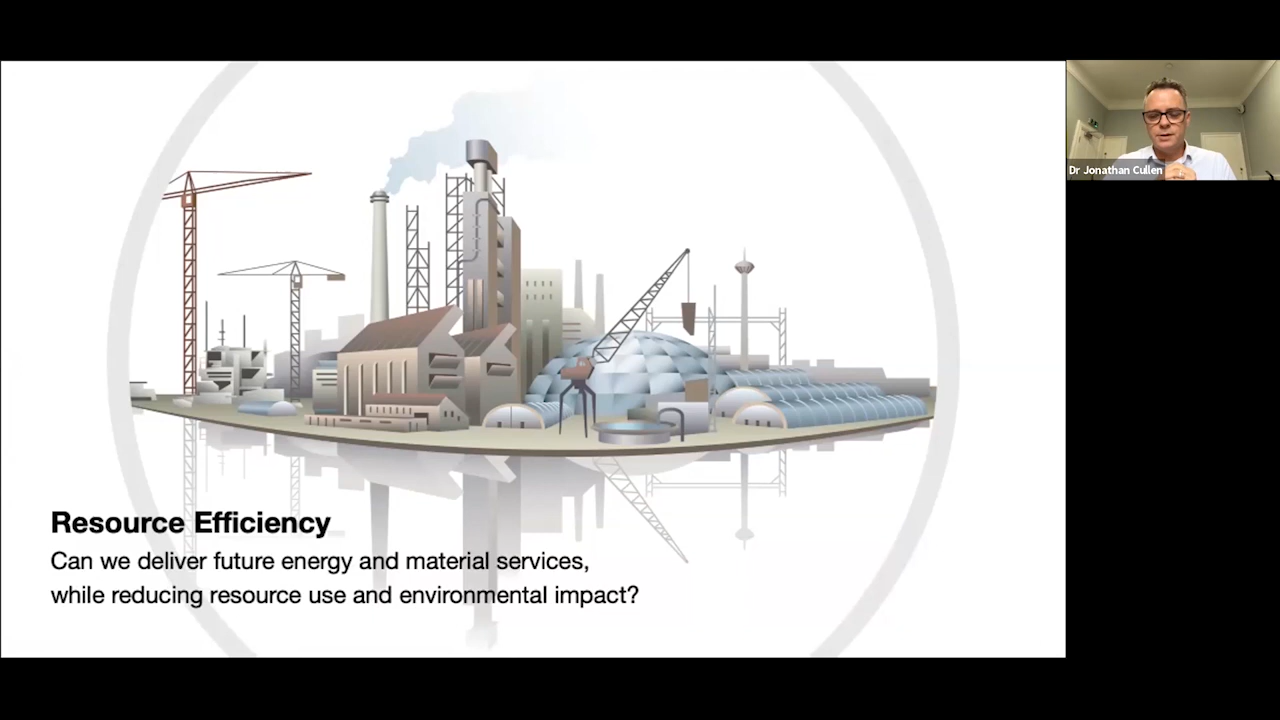 Resource Efficiency
Can we deliver future energy and material services,
while reducing resource use and environmental impact?
Dr Jonathan Cullen